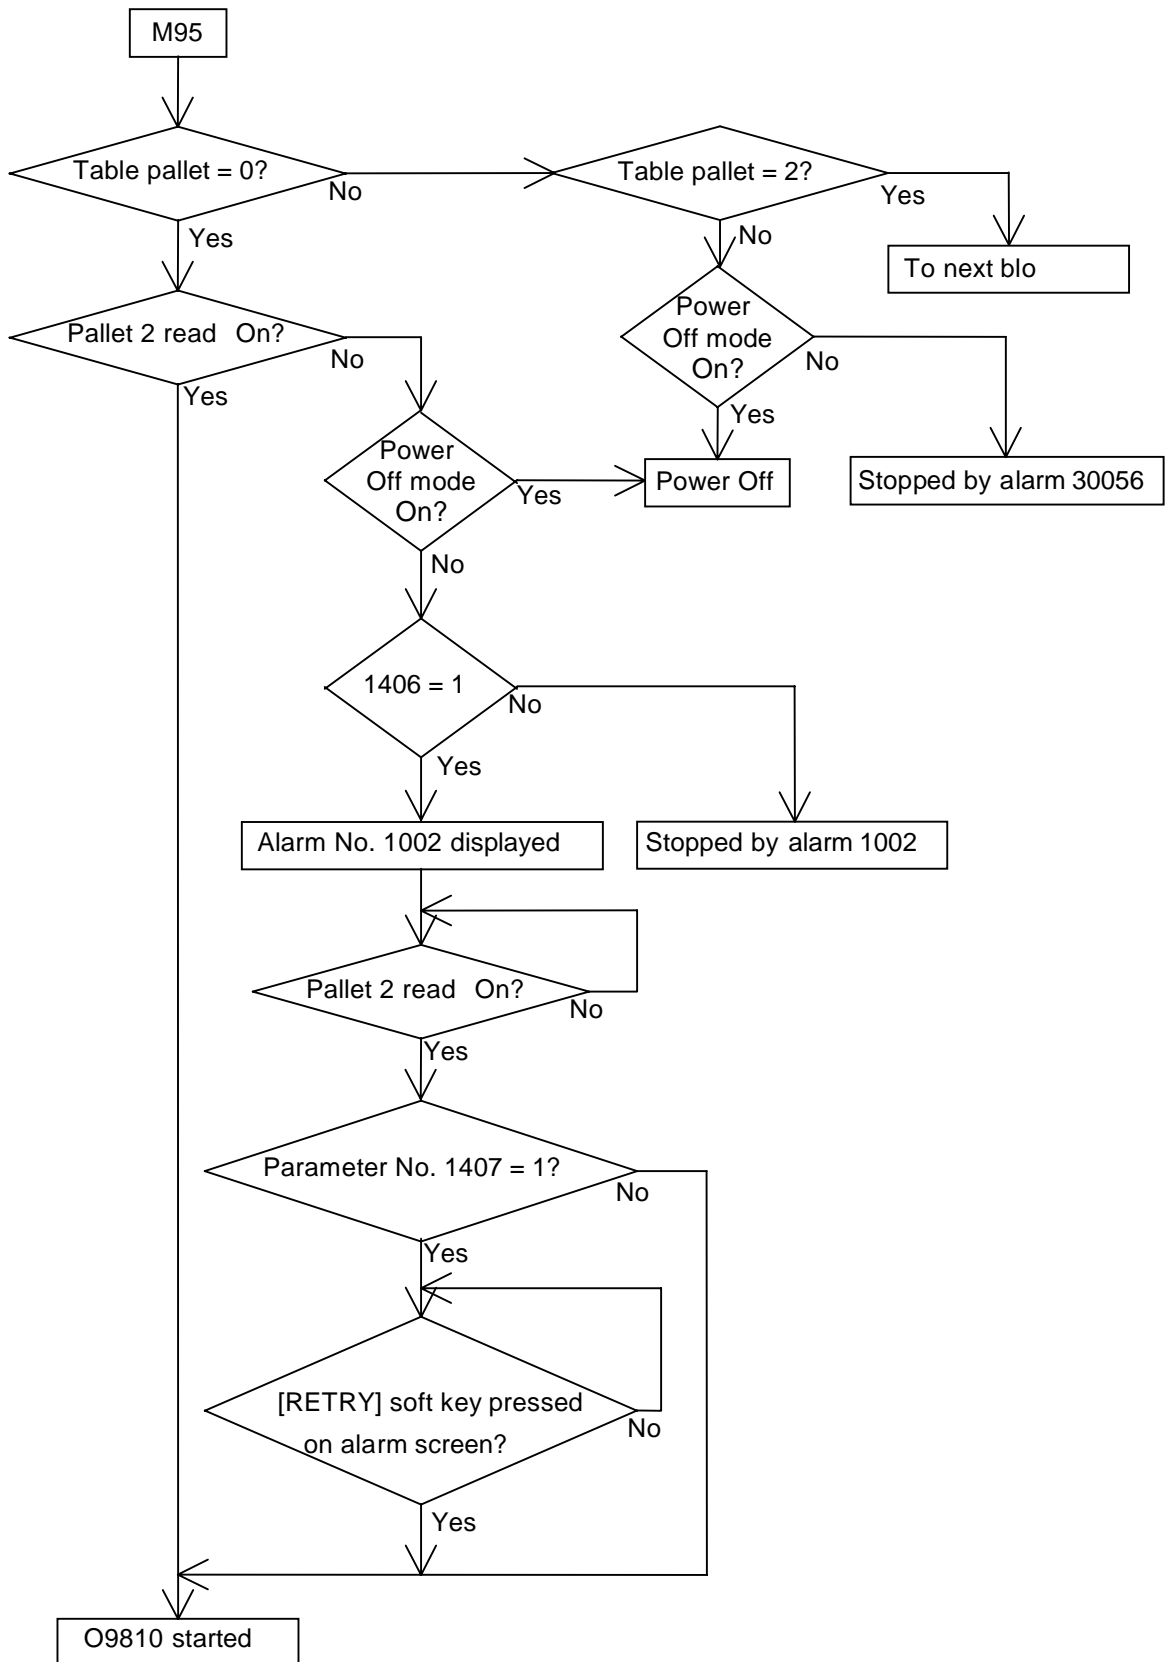 M95
Table pallet = 0?
No
Table pallet = 2?
Yes
Yes
No
To next blo
Pallet 2 read On?
No
Yes
Power
Off mode
On?
No
Yes
Power
Off mode
On?
Yes
Power Off
Stopped by alarm 30056
No
1406 = 1
No
Yes
Alarm No. 1002 displayed
Stopped by alarm 1002
Pallet 2 read On?
No
Yes
Parameter No. 1407 = 1?
No
Yes
[RETRY] soft key pressed
on alarm screen?
No
Yes
O9810 started